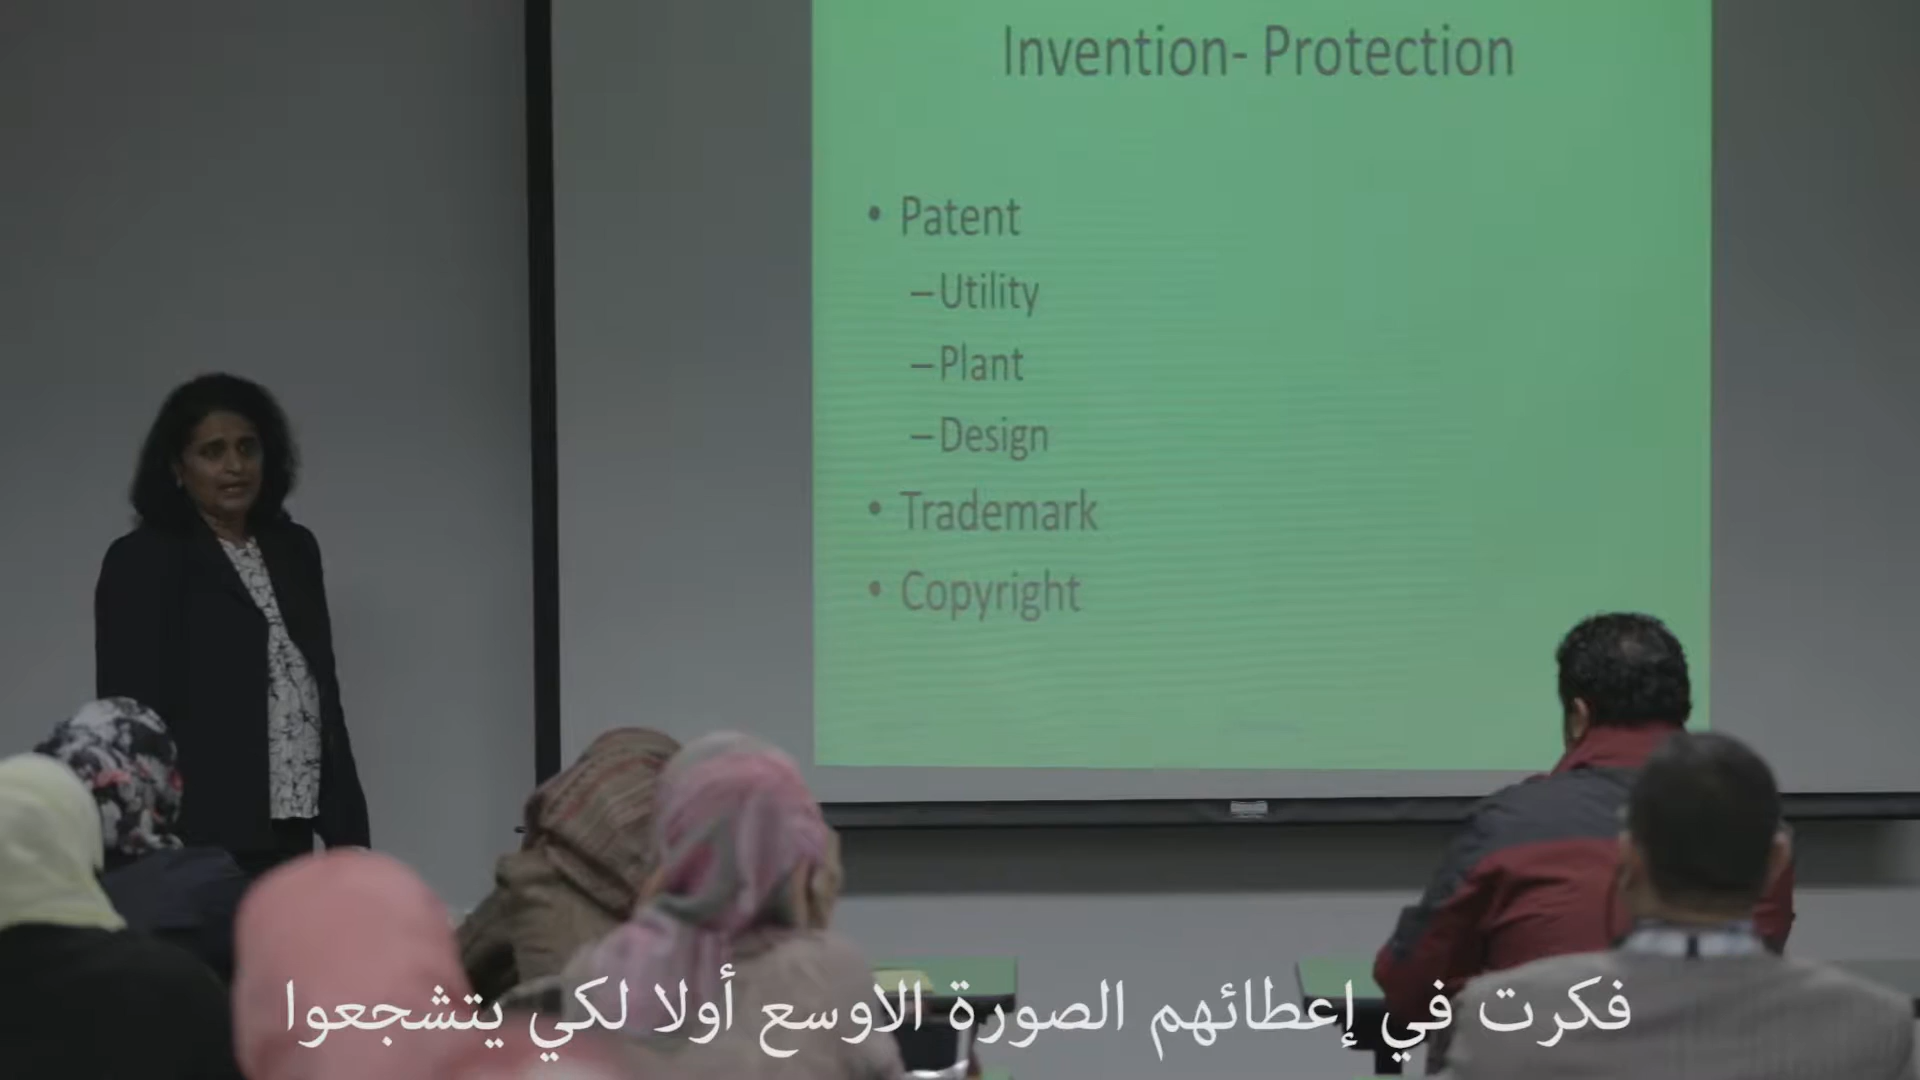 Invention- Protection
• Patent
–Utility
–Plant
–Design
• Trademark
• Copyright
فكرت في إعطائهم الصورة الاوسع أولا لكي يتشجعوا